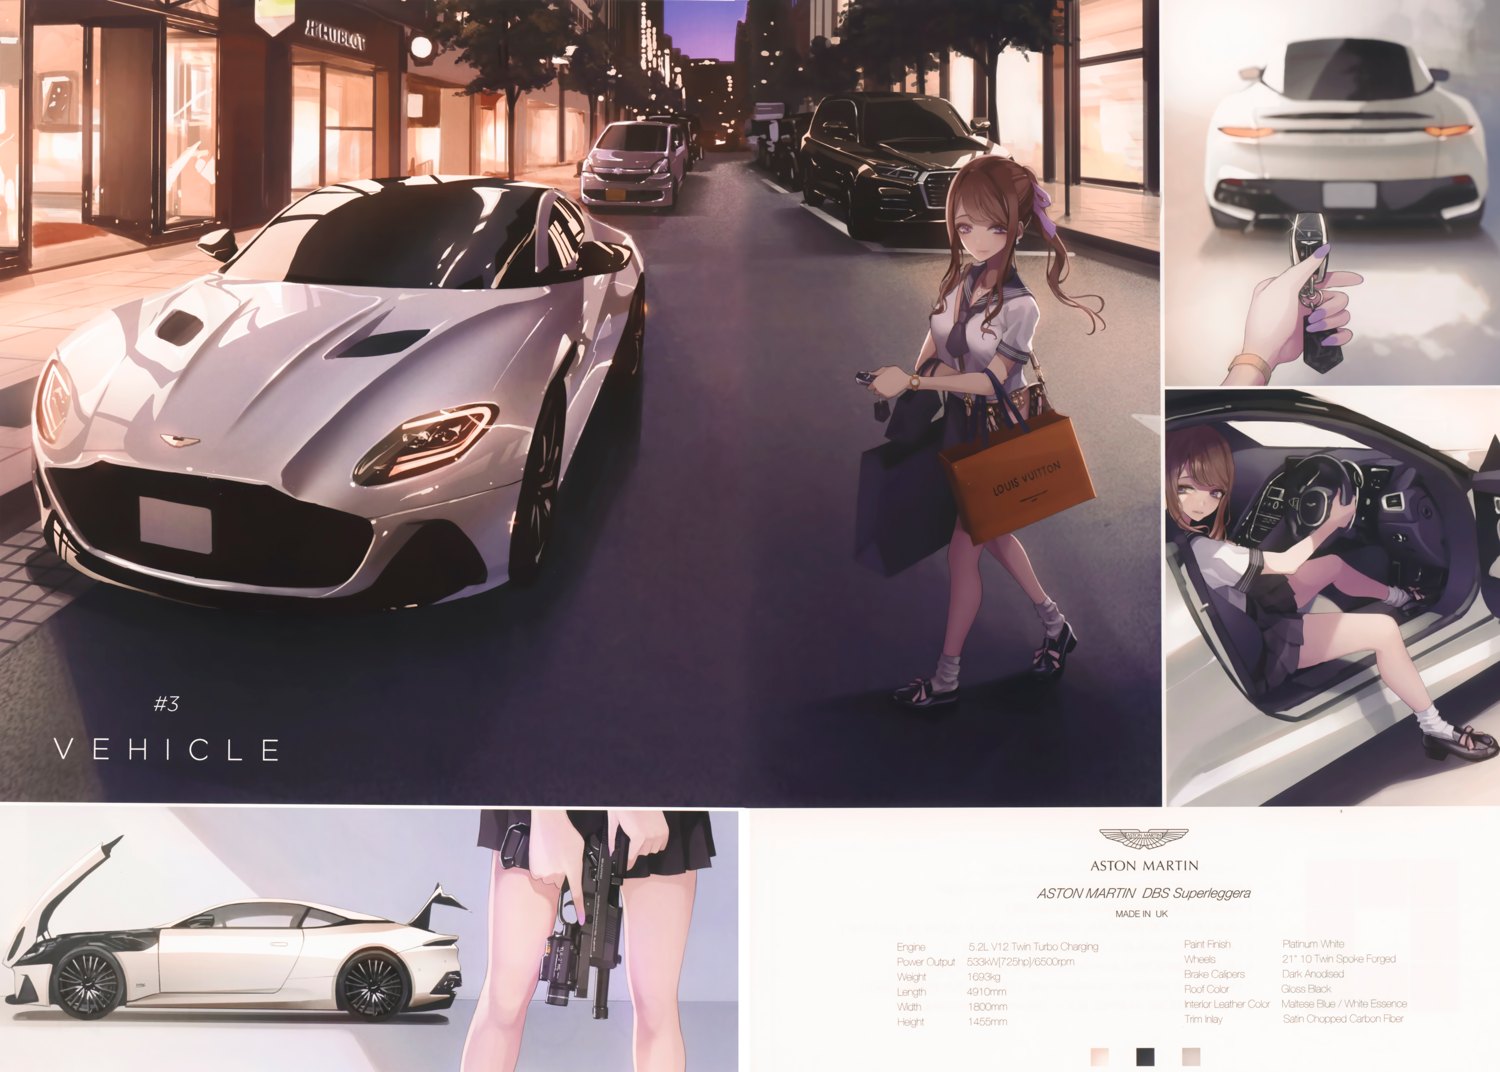 HUBLOT
LOUIS VUITTON
#3
VEHICLE
ASTON MARTIN
ASTON MARTIN
ASTON MARTIN DBS Superleggera
MADE IN UK
Engine 5.2L V12 Twin Turbo Charging
Power Output 533kW[725hp]/6500rpm
Weight 1693kg
Length 4910mm
Width 1800mm
Height 1455mm
Paint Finish Platinum White
Wheels 21" 10 Twin Spoke Forged
Brake Calipers Dark Anodised
Roof Color Gloss Black
Interior Leather Color Maltese Blue / White Essence
Trim Inlay Satin Chopped Carbon Fiber